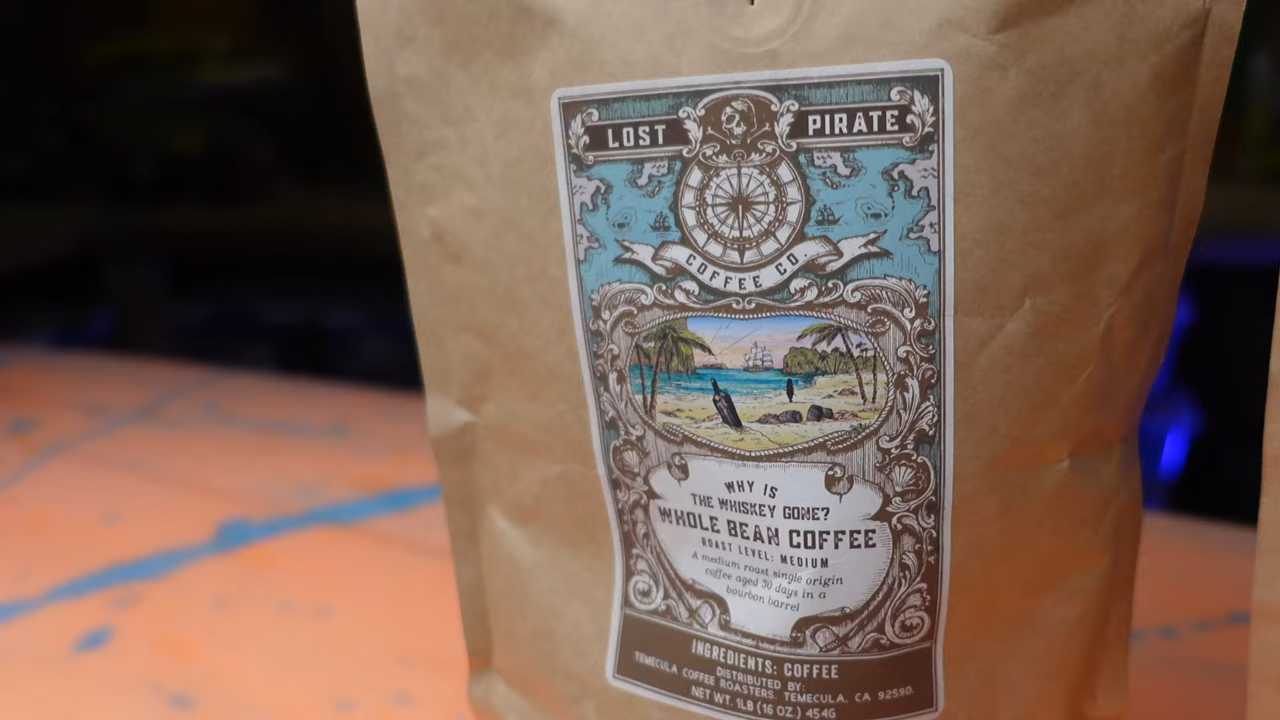 LOST PIRATE
COFFEE CO.
WHY IS
THE WHISKEY GONE?
WHOLE BEAN COFFEE
ROAST LEVEL: MEDIUM
A medium roast single origin
coffee aged 30 days in a
bourbon barrel
INGREDIENTS: COFFEE
DISTRIBUTED BY:
TEMECULA COFFEE ROASTERS. TEMECULA, CA 92590.
NET WT. 1LB (16 OZ.) 454G